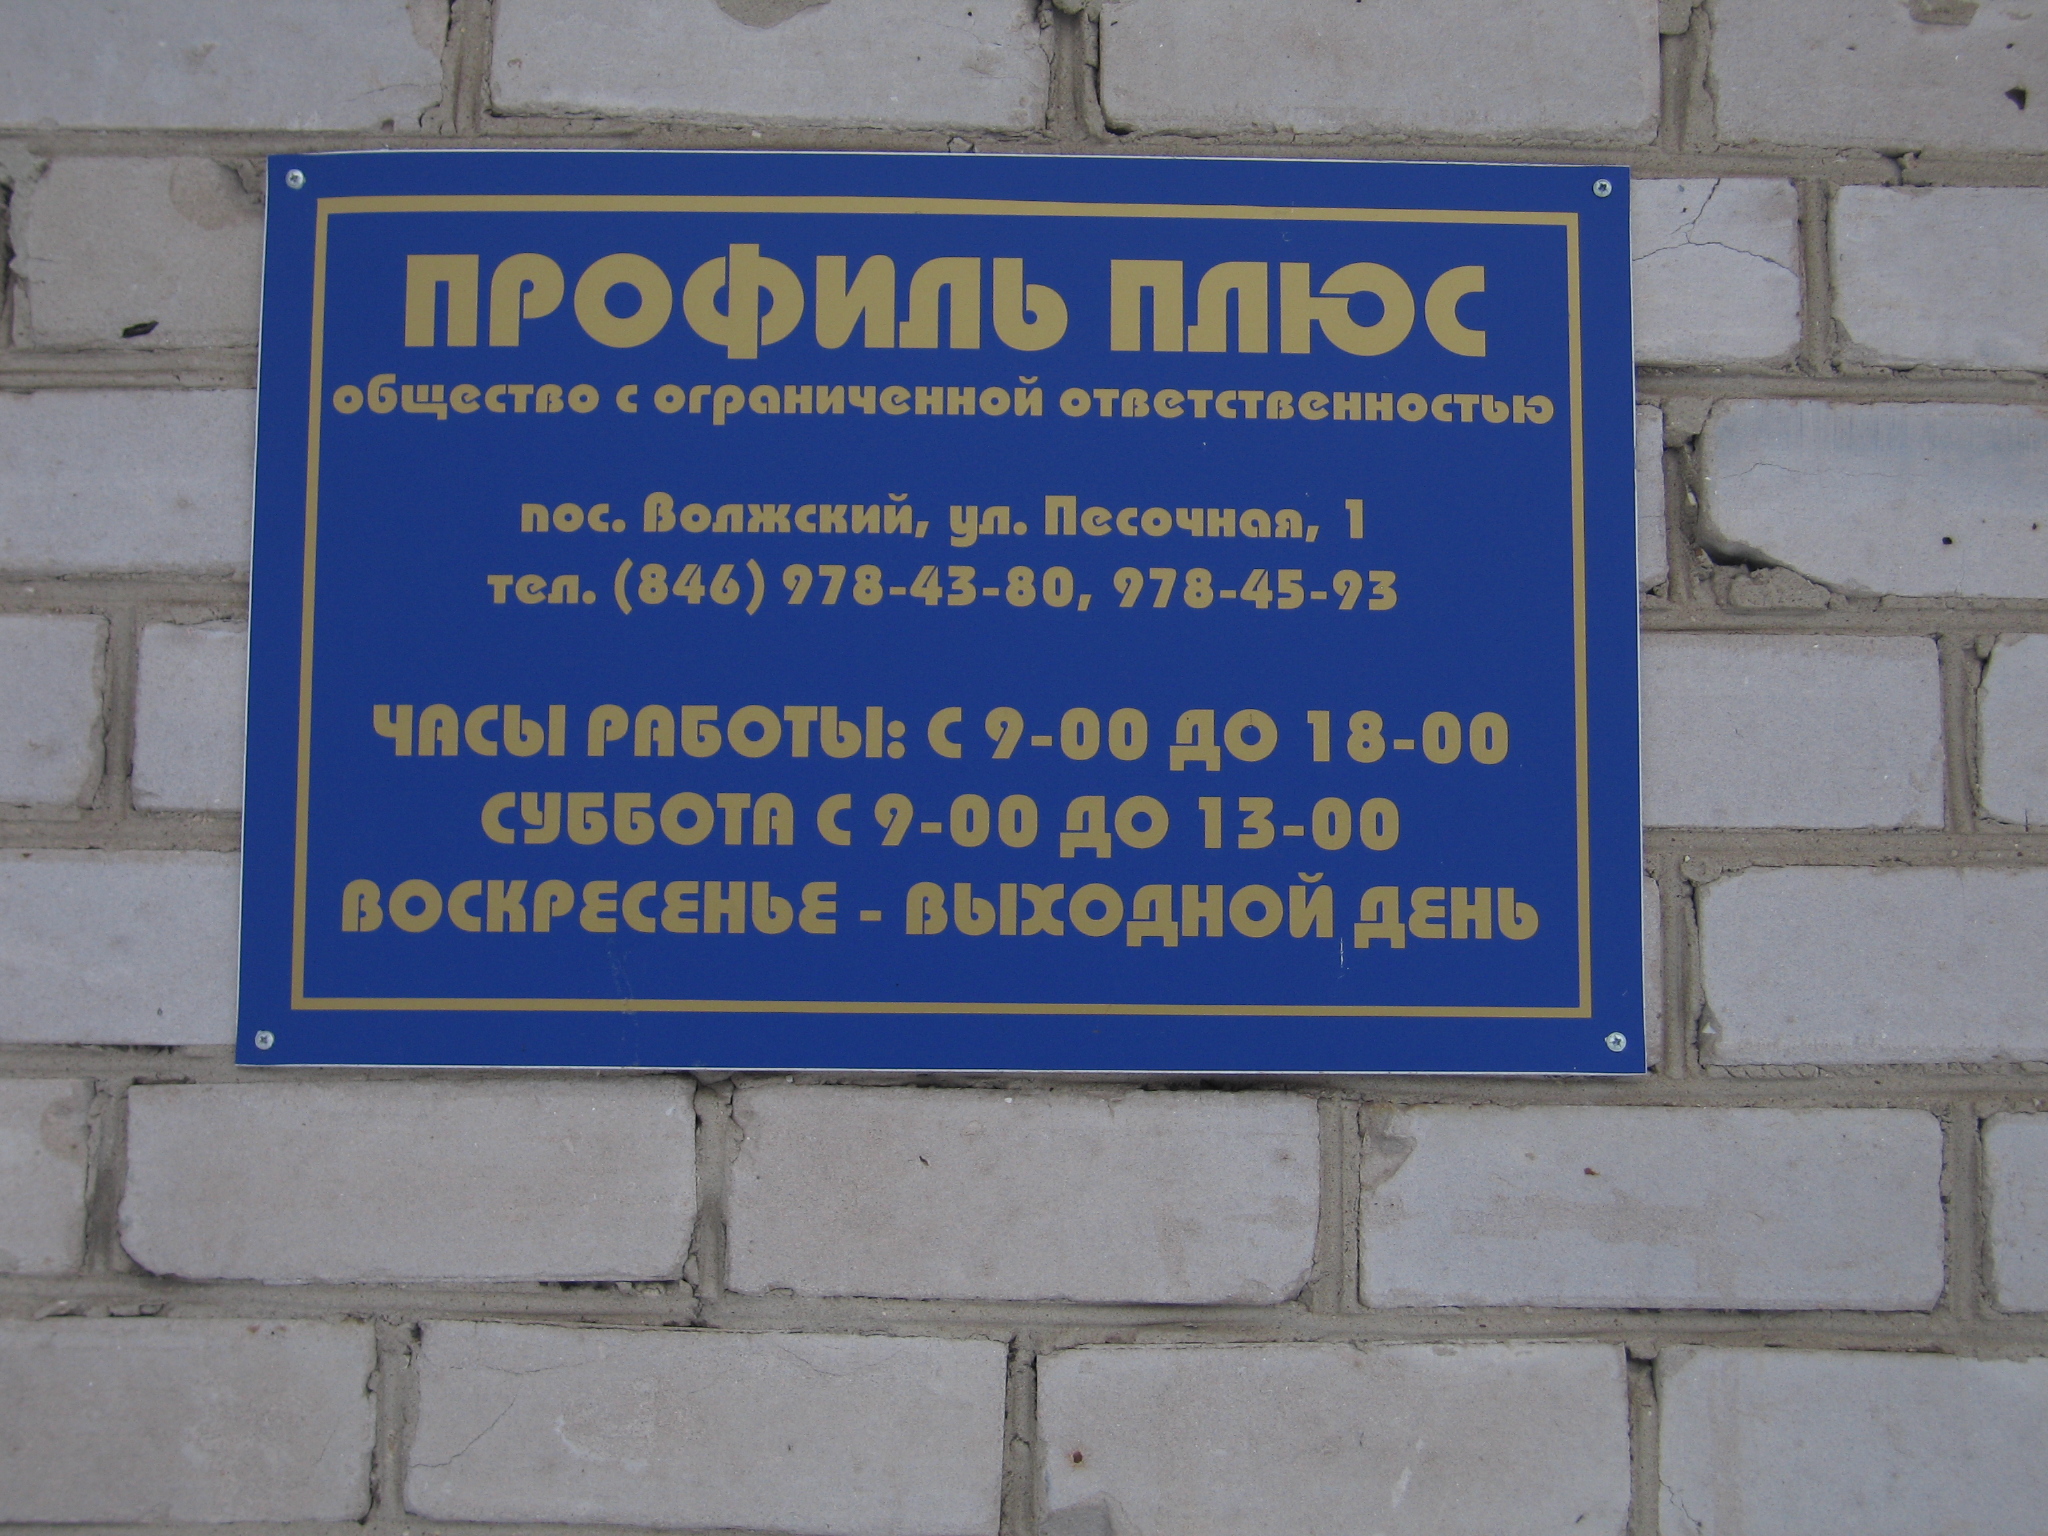 ПРОФИЛЬ ПЛЮС
общество с ограниченной ответственностью
пос. Волжский, ул. Песочная, 1
тел. (846) 978-43-80, 978-45-93
ЧАСЫ РАБОТЫ: С 9-00 ДО 18-00
СУББОТА С 9-00 ДО 13-00
ВОСКРЕСЕНЬЕ - ВЫХОДНОЙ ДЕНЬ